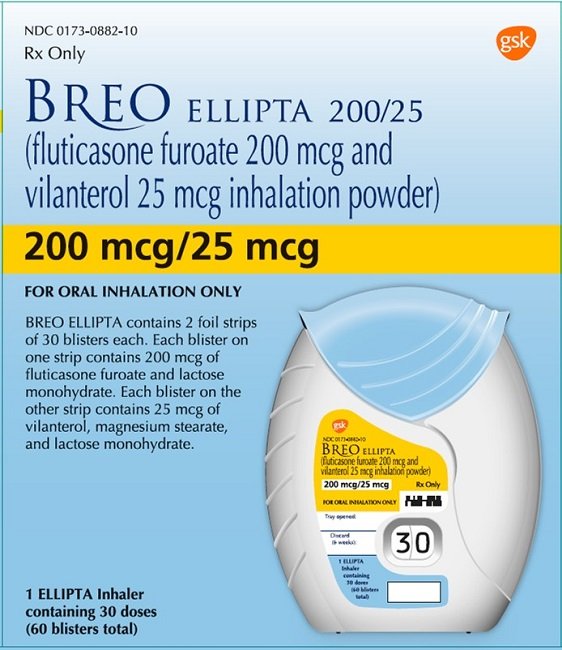 NDC 0173-0882-10
Rx Only
gsk
BREO ELLIPTA 200/25
(fluticasone furoate 200 mcg and
vilanterol 25 mcg inhalation powder)
200 mcg/25 mcg
FOR ORAL INHALATION ONLY
BREO ELLIPTA contains 2 foil strips
of 30 blisters each. Each blister on
one strip contains 200 mcg of
fluticasone furoate and lactose
monohydrate. Each blister on the
other strip contains 25 mcg of
vilanterol, magnesium stearate,
and lactose monohydrate.
1 ELLIPTA Inhaler
containing 30 doses
(60 blisters total)
gsk
NDC 0173-0882-10
BREO ELLIPTA
(fluticasone furoate 200 mcg and
vilanterol 25 mcg inhalation powder)
200 mcg/25 mcg Rx Only
FOR ORAL INHALATION ONLY
Tray opened:
Discard
(6 weeks):
30
1 ELLIPTA
Inhaler
containing
30 doses
(60 blisters
total)